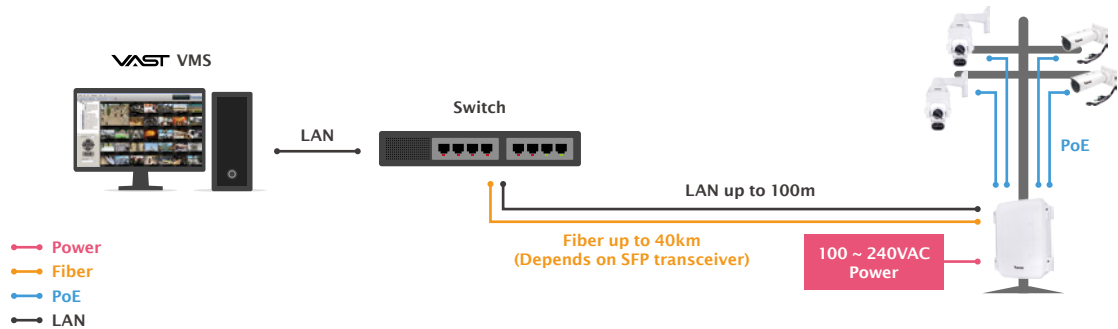 VAST VMS
Switch
LAN
PoE
LAN up to 100m
Fiber up to 40km
(Depends on SFP transceiver)
100 ~ 240VAC
Power
Power
Fiber
PoE
LAN